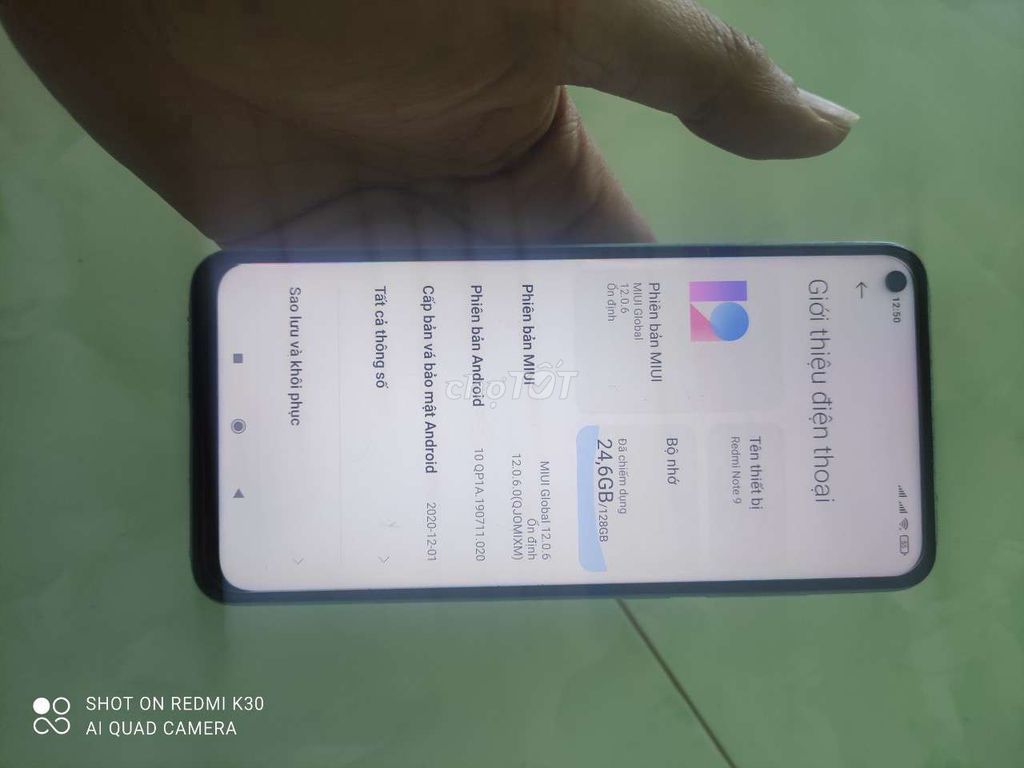 12:50
Giới thiệu điện thoại
Phiên bản MIUI
MIUI Global
12.0.6
Ổn định
Tên thiết bị
Redmi Note 9
Bộ nhớ
Đã chiếm dụng
24,6GB/128GB
Phiên bản MIUI
MIUI Global 12.0.6
Ổn định
12.0.6.0(QJOMIXM)
Phiên bản Android
10 QP1A.190711.020
Cấp bản vá bảo mật Android
2020-12-01
Tất cả thông số
Sao lưu và khôi phục
chợTỐT
SHOT ON REDMI K30
AI QUAD CAMERA